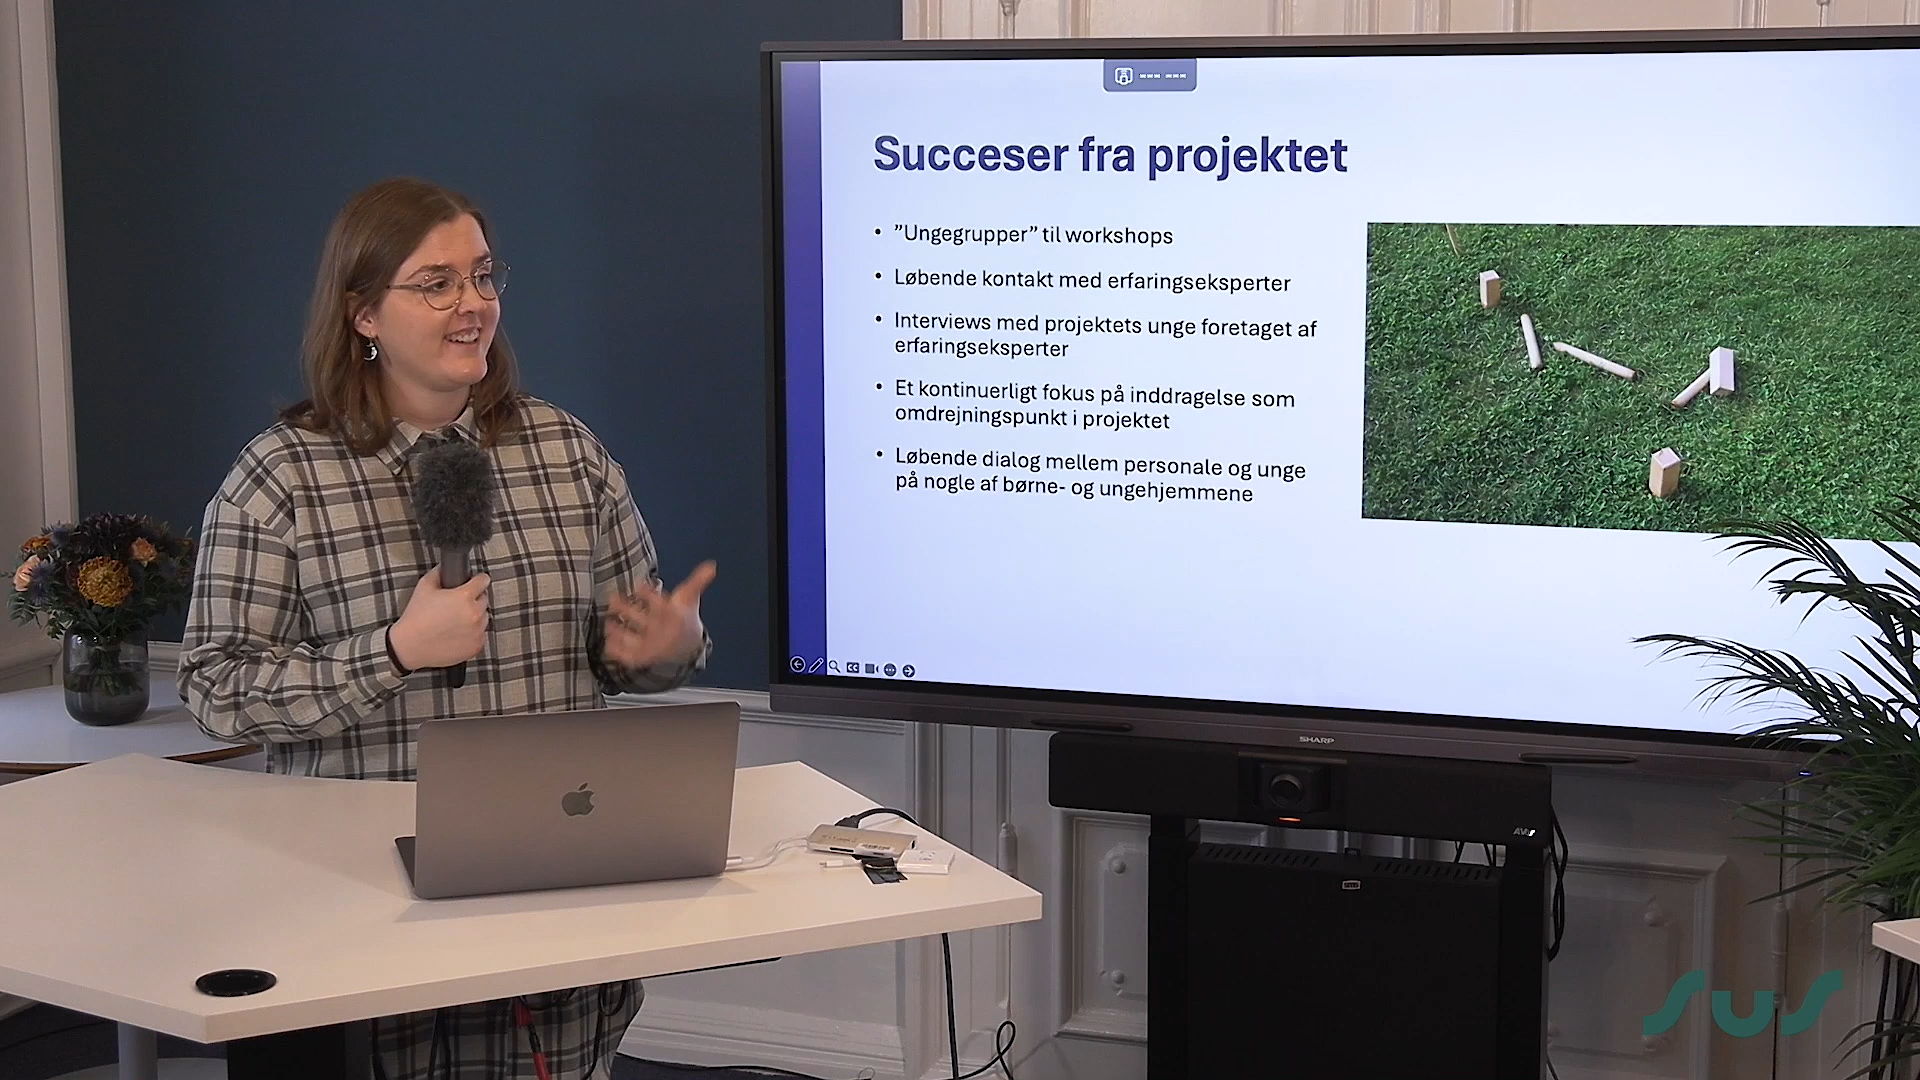 Succeser fra projektet
• ”Ungegrupper” til workshops
• Løbende kontakt med erfaringseksperter
• Interviews med projektets unge foretaget af
erfaringseksperter
• Et kontinuerligt fokus på inddragelse som
omdrejningspunkt i projektet
• Løbende dialog mellem personale og unge
på nogle af børne- og ungehjemmene
SHARP
sus